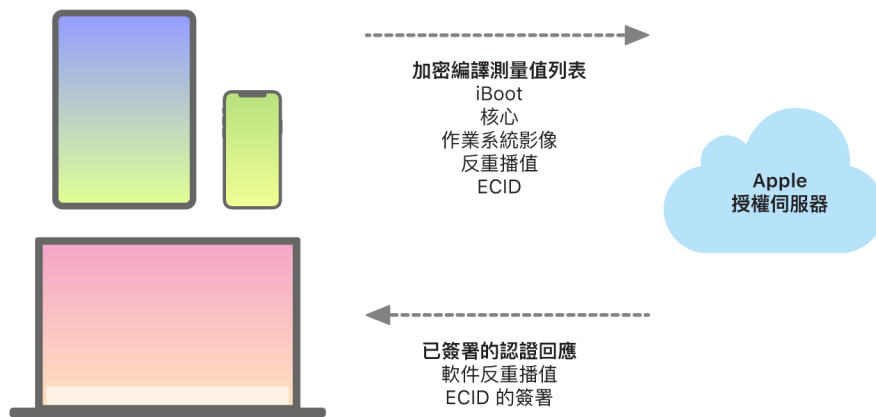 加密編譯測量值列表
iBoot
核心
作業系統影像
反重播值
ECID
Apple
授權伺服器
已簽署的認證回應
軟件反重播值
ECID 的簽署